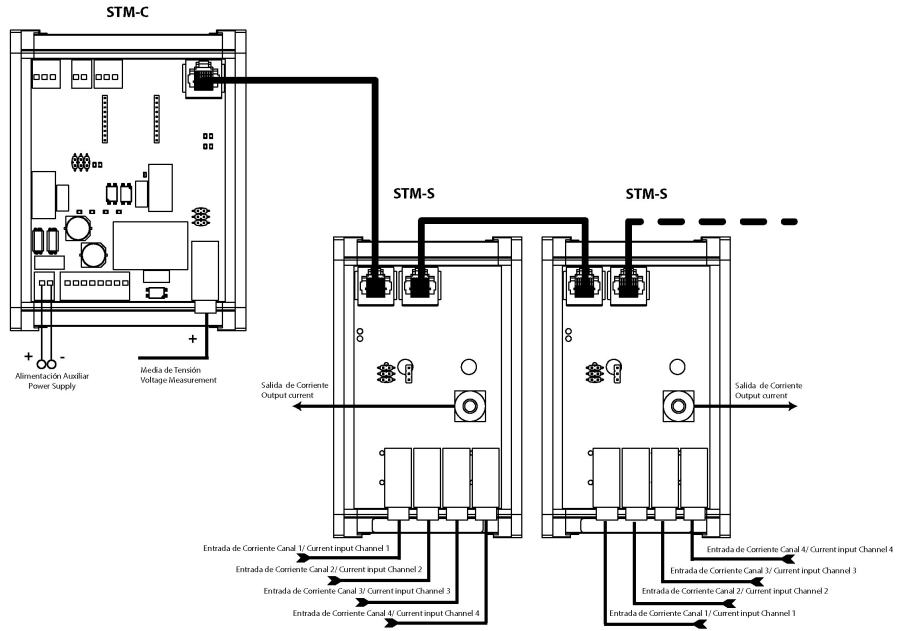 STM-C
STM-S
STM-S
+
-
Alimentación Auxiliar
Power Supply
+
Media de Tensión
Voltage Measurement
Salida de Corriente
Output current
Salida de Corriente
Output current
Entrada de Corriente Canal 1/ Current input Channel 1
Entrada de Corriente Canal 2/ Current input Channel 2
Entrada de Corriente Canal 3/ Current input Channel 3
Entrada de Corriente Canal 4/ Current input Channel 4
Entrada de Corriente Canal 4/ Current input Channel 4
Entrada de Corriente Canal 3/ Current input Channel 3
Entrada de Corriente Canal 2/ Current input Channel 2
Entrada de Corriente Canal 1/ Current input Channel 1